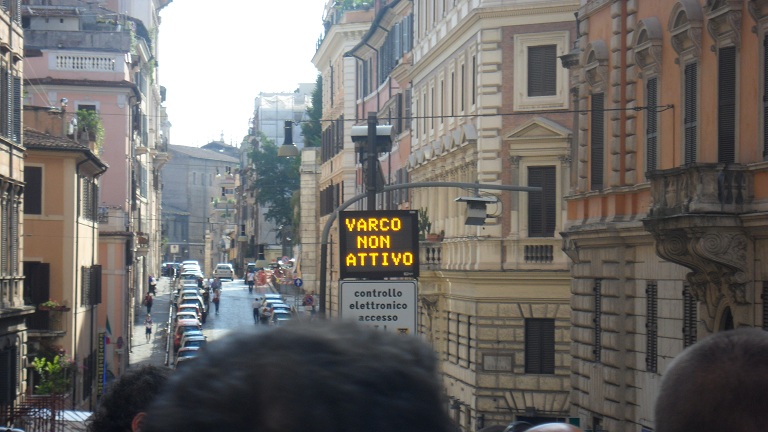 VARCO
NON
ATTIVO
controllo
elettronico
accesso